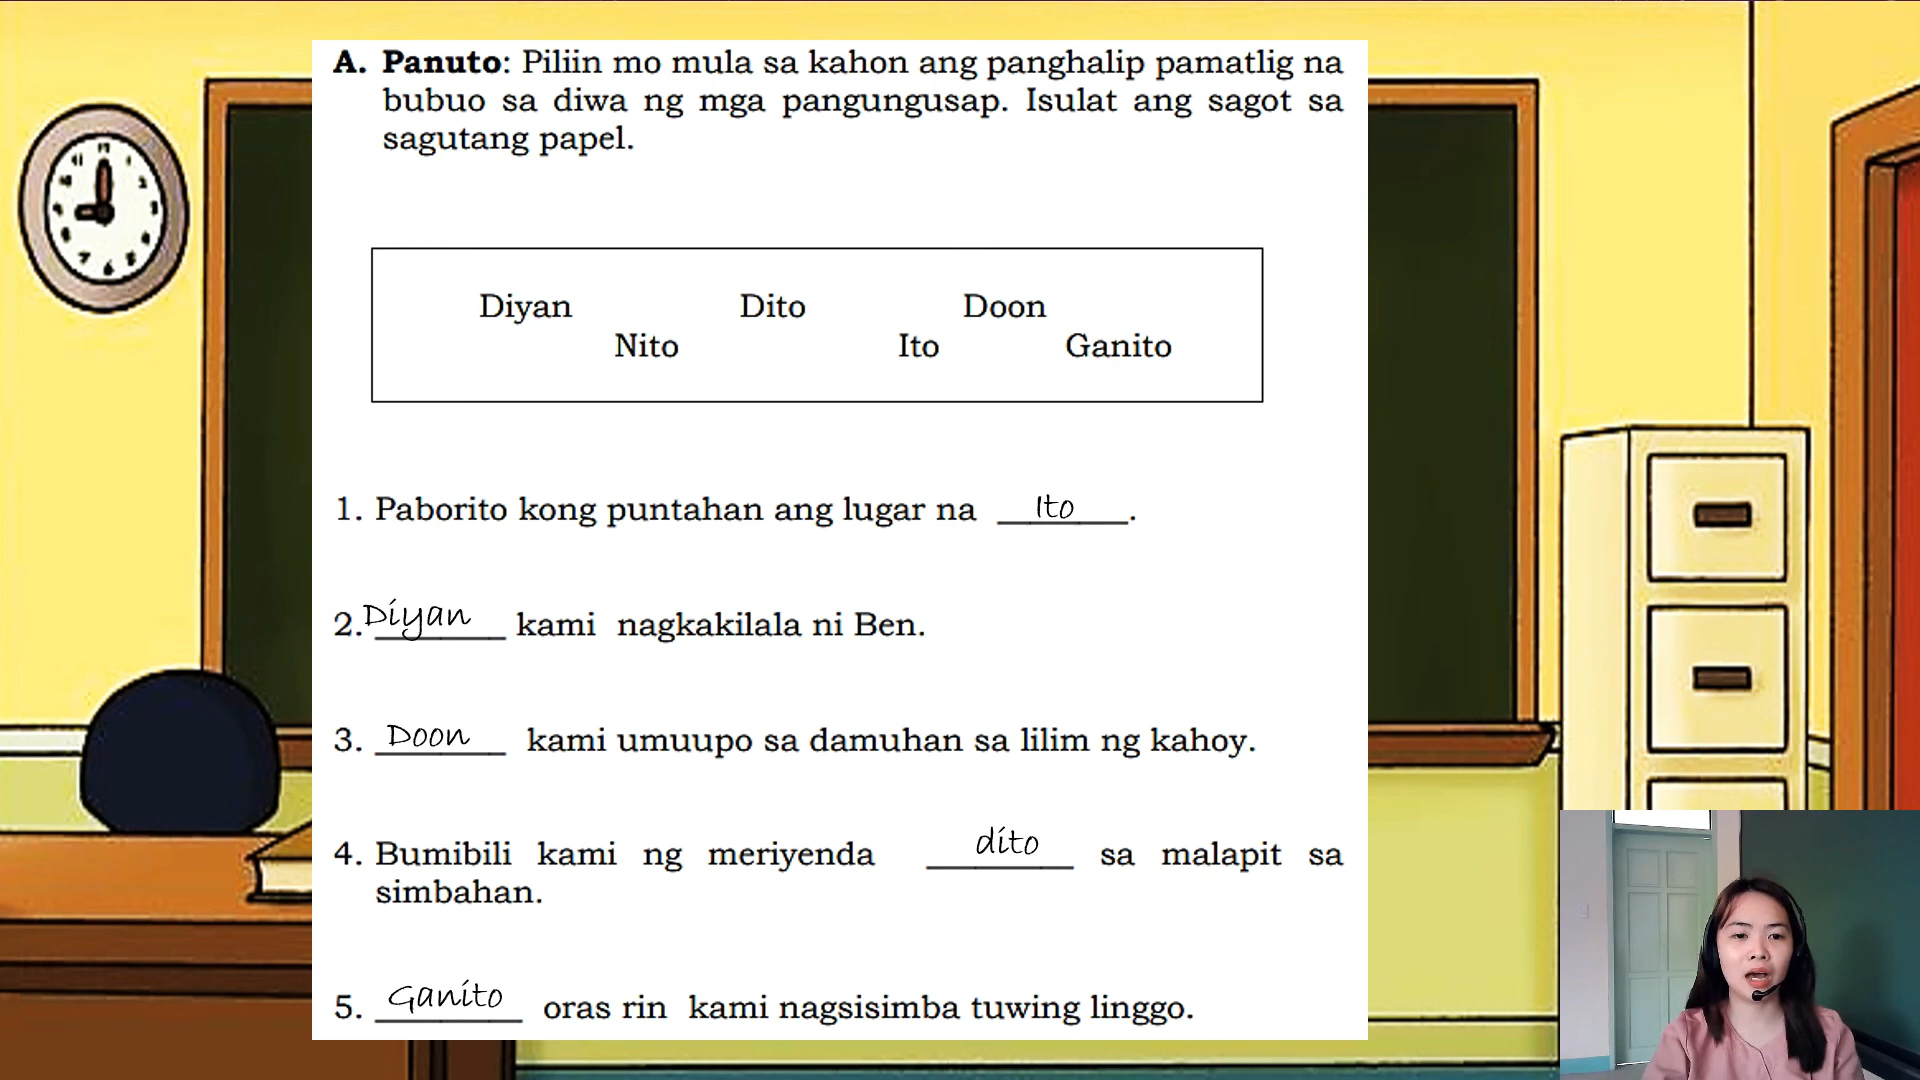 A. Panuto: Piliin mo mula sa kahon ang panghalip pamatlig na
bubuo sa diwa ng mga pangungusap. Isulat ang sagot sa
sagutang papel.
Diyan Dito Doon
Nito Ito Ganito
1. Paborito kong puntahan ang lugar na Ito.
2. Diyan kami nagkakilala ni Ben.
3. Doon kami umuupo sa damuhan sa lilim ng kahoy.
4. Bumibili kami ng meriyenda dito sa malapit sa
simbahan.
5. Ganito oras rin kami nagsisimba tuwing linggo.